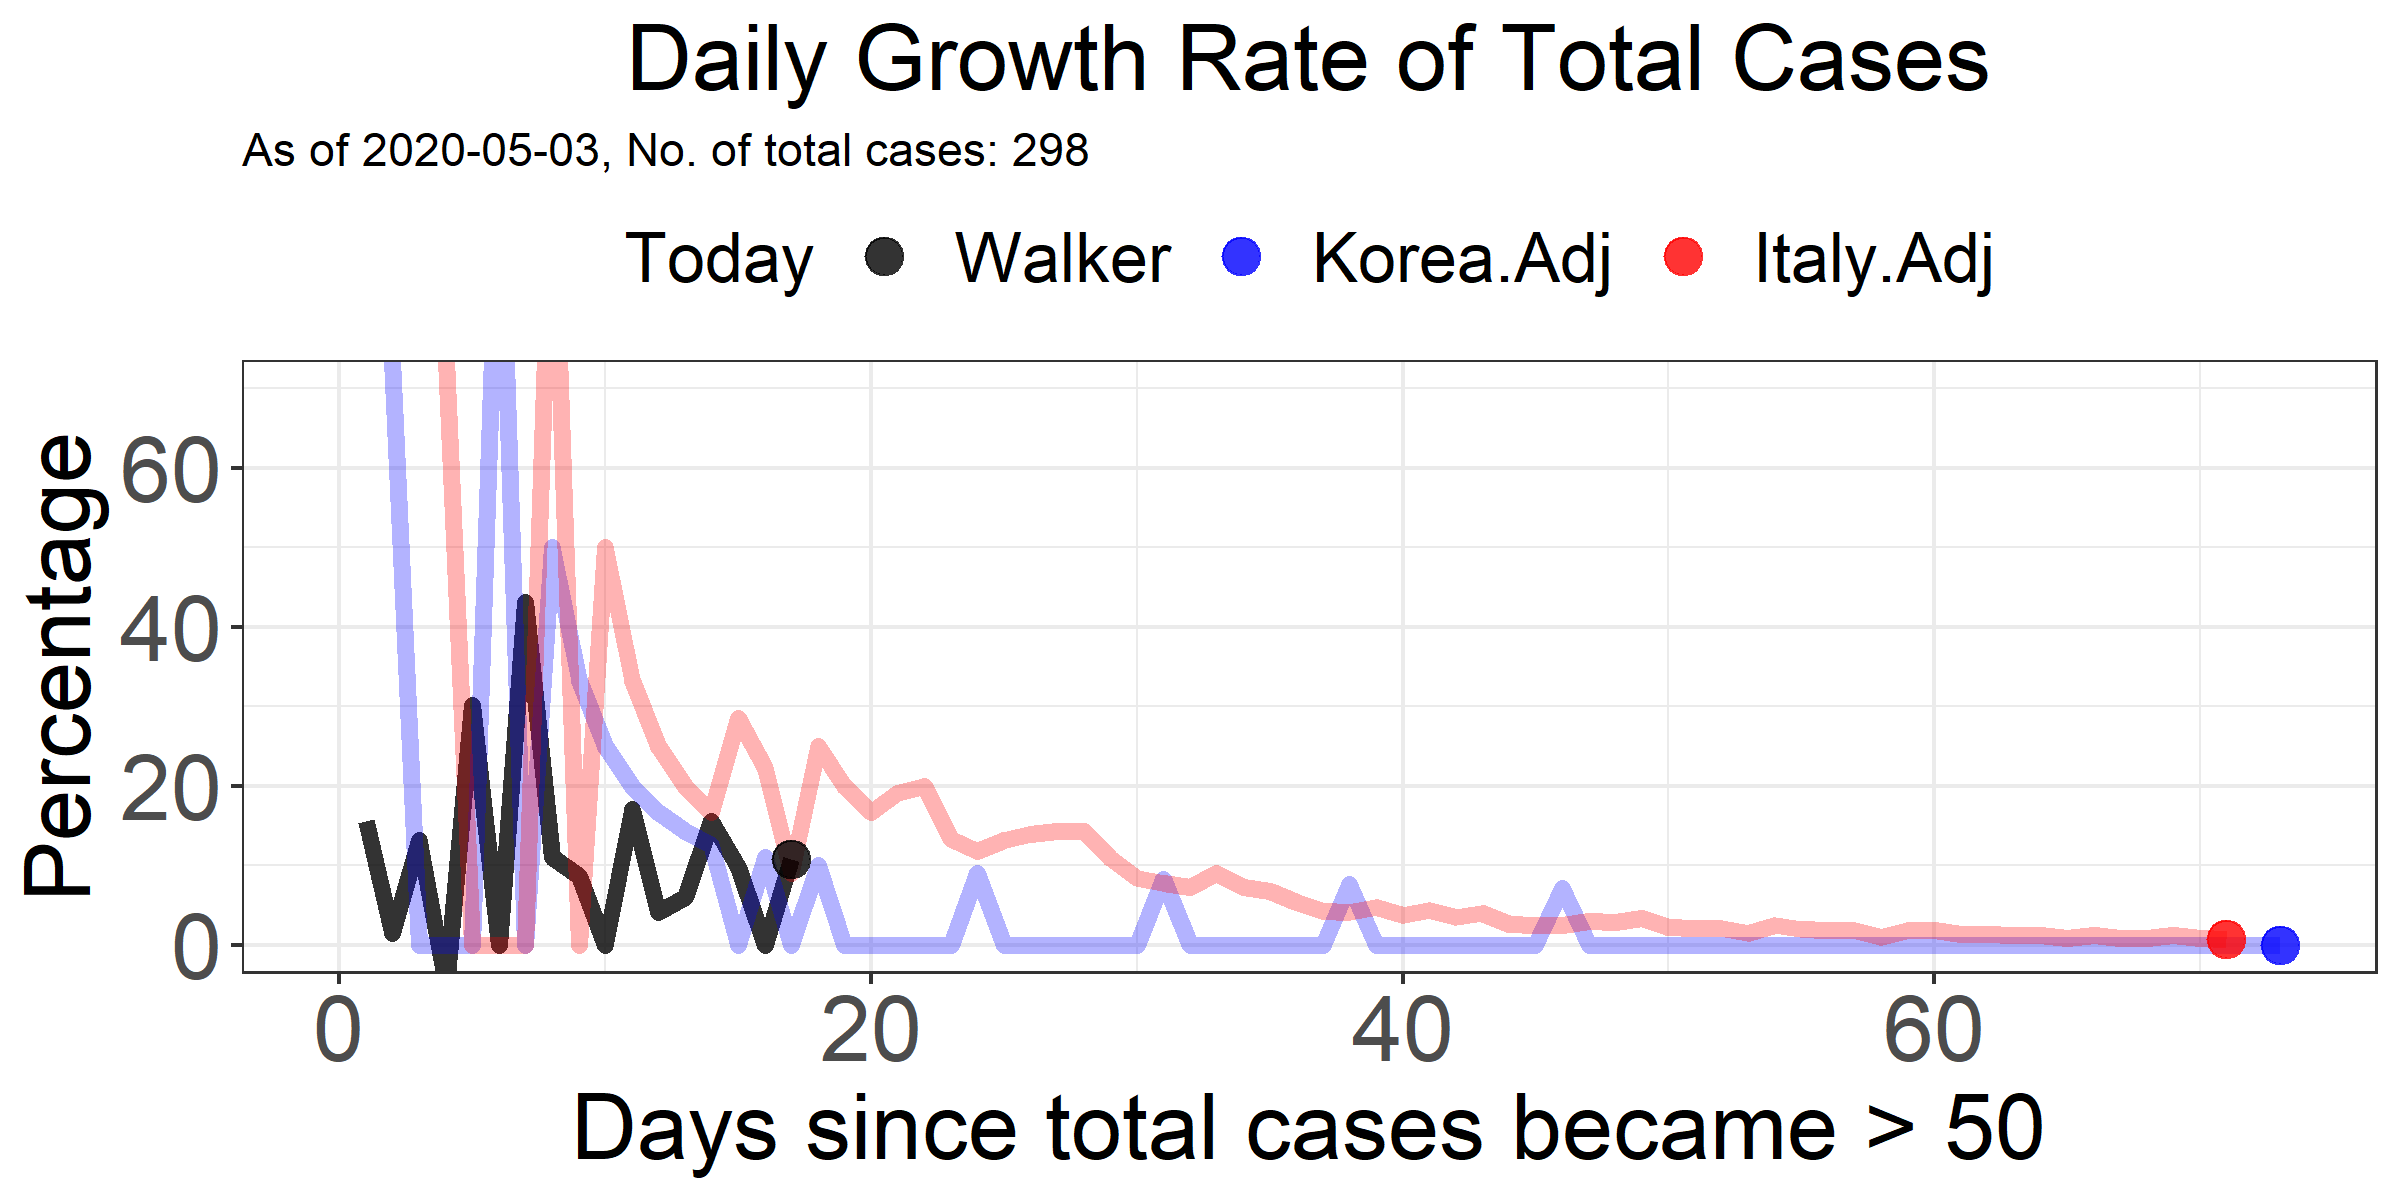 Daily Growth Rate of Total Cases
As of 2020-05-03, No. of total cases: 298
Today Walker Korea.Adj Italy.Adj
Percentage
60
40
20
0
0 20 40 60
Days since total cases became > 50